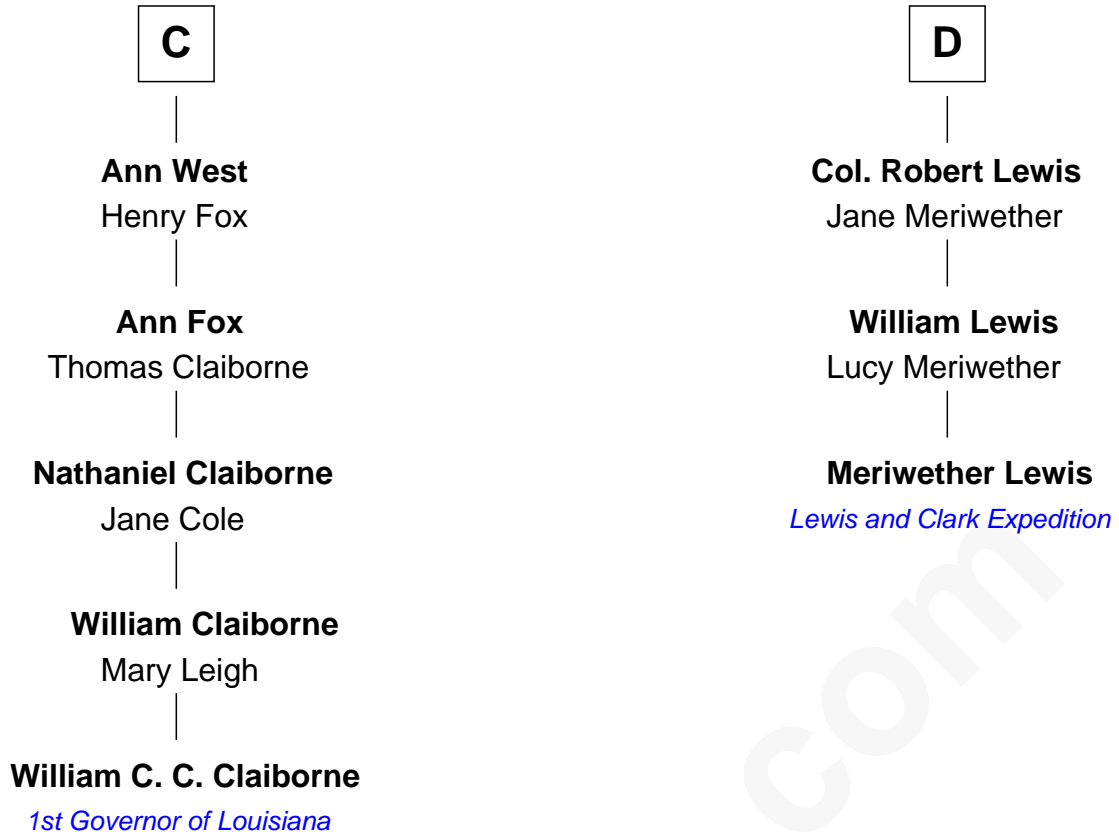 C
Ann West
Henry Fox
Ann Fox
Thomas Claiborne
Nathaniel Claiborne
Jane Cole
William Claiborne
Mary Leigh
William C. C. Claiborne
1st Governor of Louisiana
D
Col. Robert Lewis
Jane Meriwether
William Lewis
Lucy Meriwether
Meriwether Lewis
Lewis and Clark Expedition
com